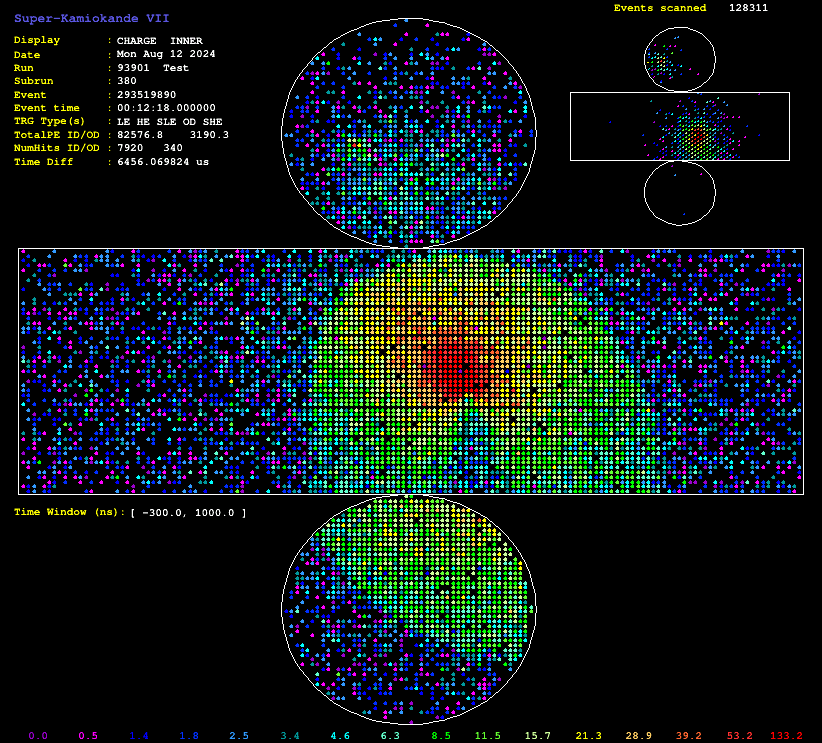 Super-Kamiokande VII
Events scanned 128311
Display : CHARGE INNER
Date : Mon Aug 12 2024
Run : 93901 Test
Subrun : 380
Event : 293519890
Event time : 00:12:18.000000
TRG Type(s) : LE HE SLE OD SHE
TotalPE ID/OD : 82576.8 3190.3
NumHits ID/OD : 7920 340
Time Diff : 6456.069824 us
Time Window (ns): [ -300.0, 1000.0 ]
0.0 0.5 1.4 1.8 2.5 3.4 4.6 6.3 8.5 11.5 15.7 21.3 28.9 39.2 53.2 133.2